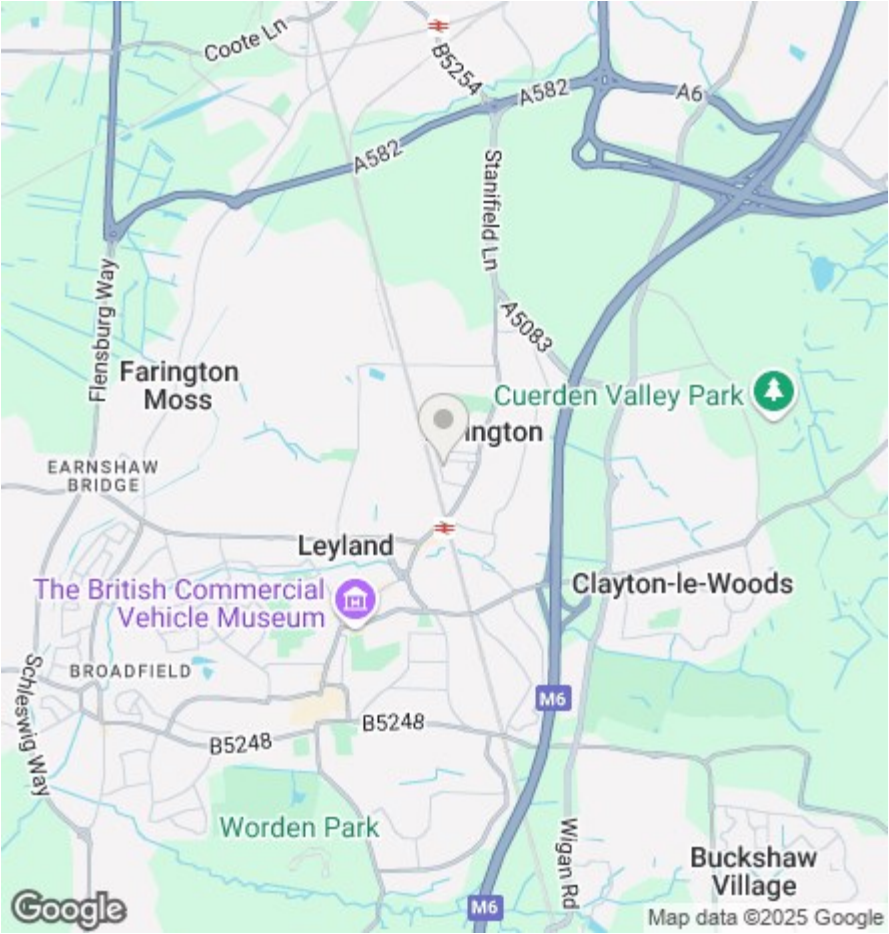 Coote Ln
B5254
A582
A6
A582
Stanifield Ln
Flensburg Way
A5083
Farington
Moss
Cuerden Valley Park
ington
EARNSHAW
BRIDGE
Leyland
The British Commercial
Vehicle Museum
Clayton-le-Woods
BROADFIELD
Schleswig Way
M6
B5248
B5248
Worden Park
Wigan Rd
Buckshaw
Village
M6
Google
Map data ©2025 Google